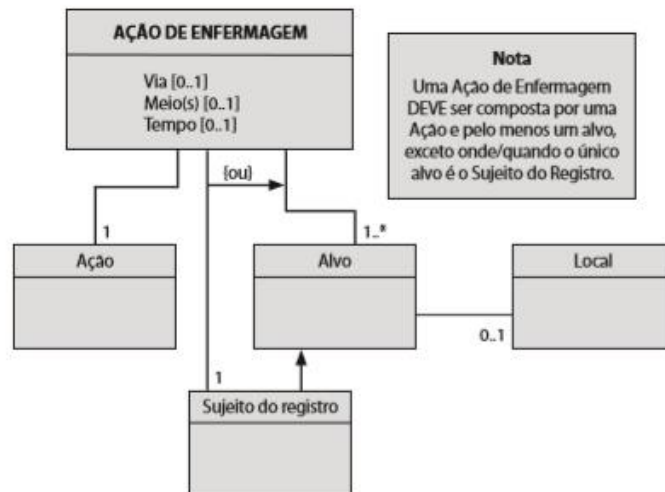 AÇÃO DE ENFERMAGEM
Via [0..1]
Meio(s) [0..1]
Tempo [0..1]
Nota
Uma Ação de Enfermagem
DEVE ser composta por uma
Ação e pelo menos um alvo,
exceto onde/quando o único
alvo é o Sujeito do Registro.
{ou}
1
1..*
Ação
Alvo
Local
0..1
1
Sujeito do registro